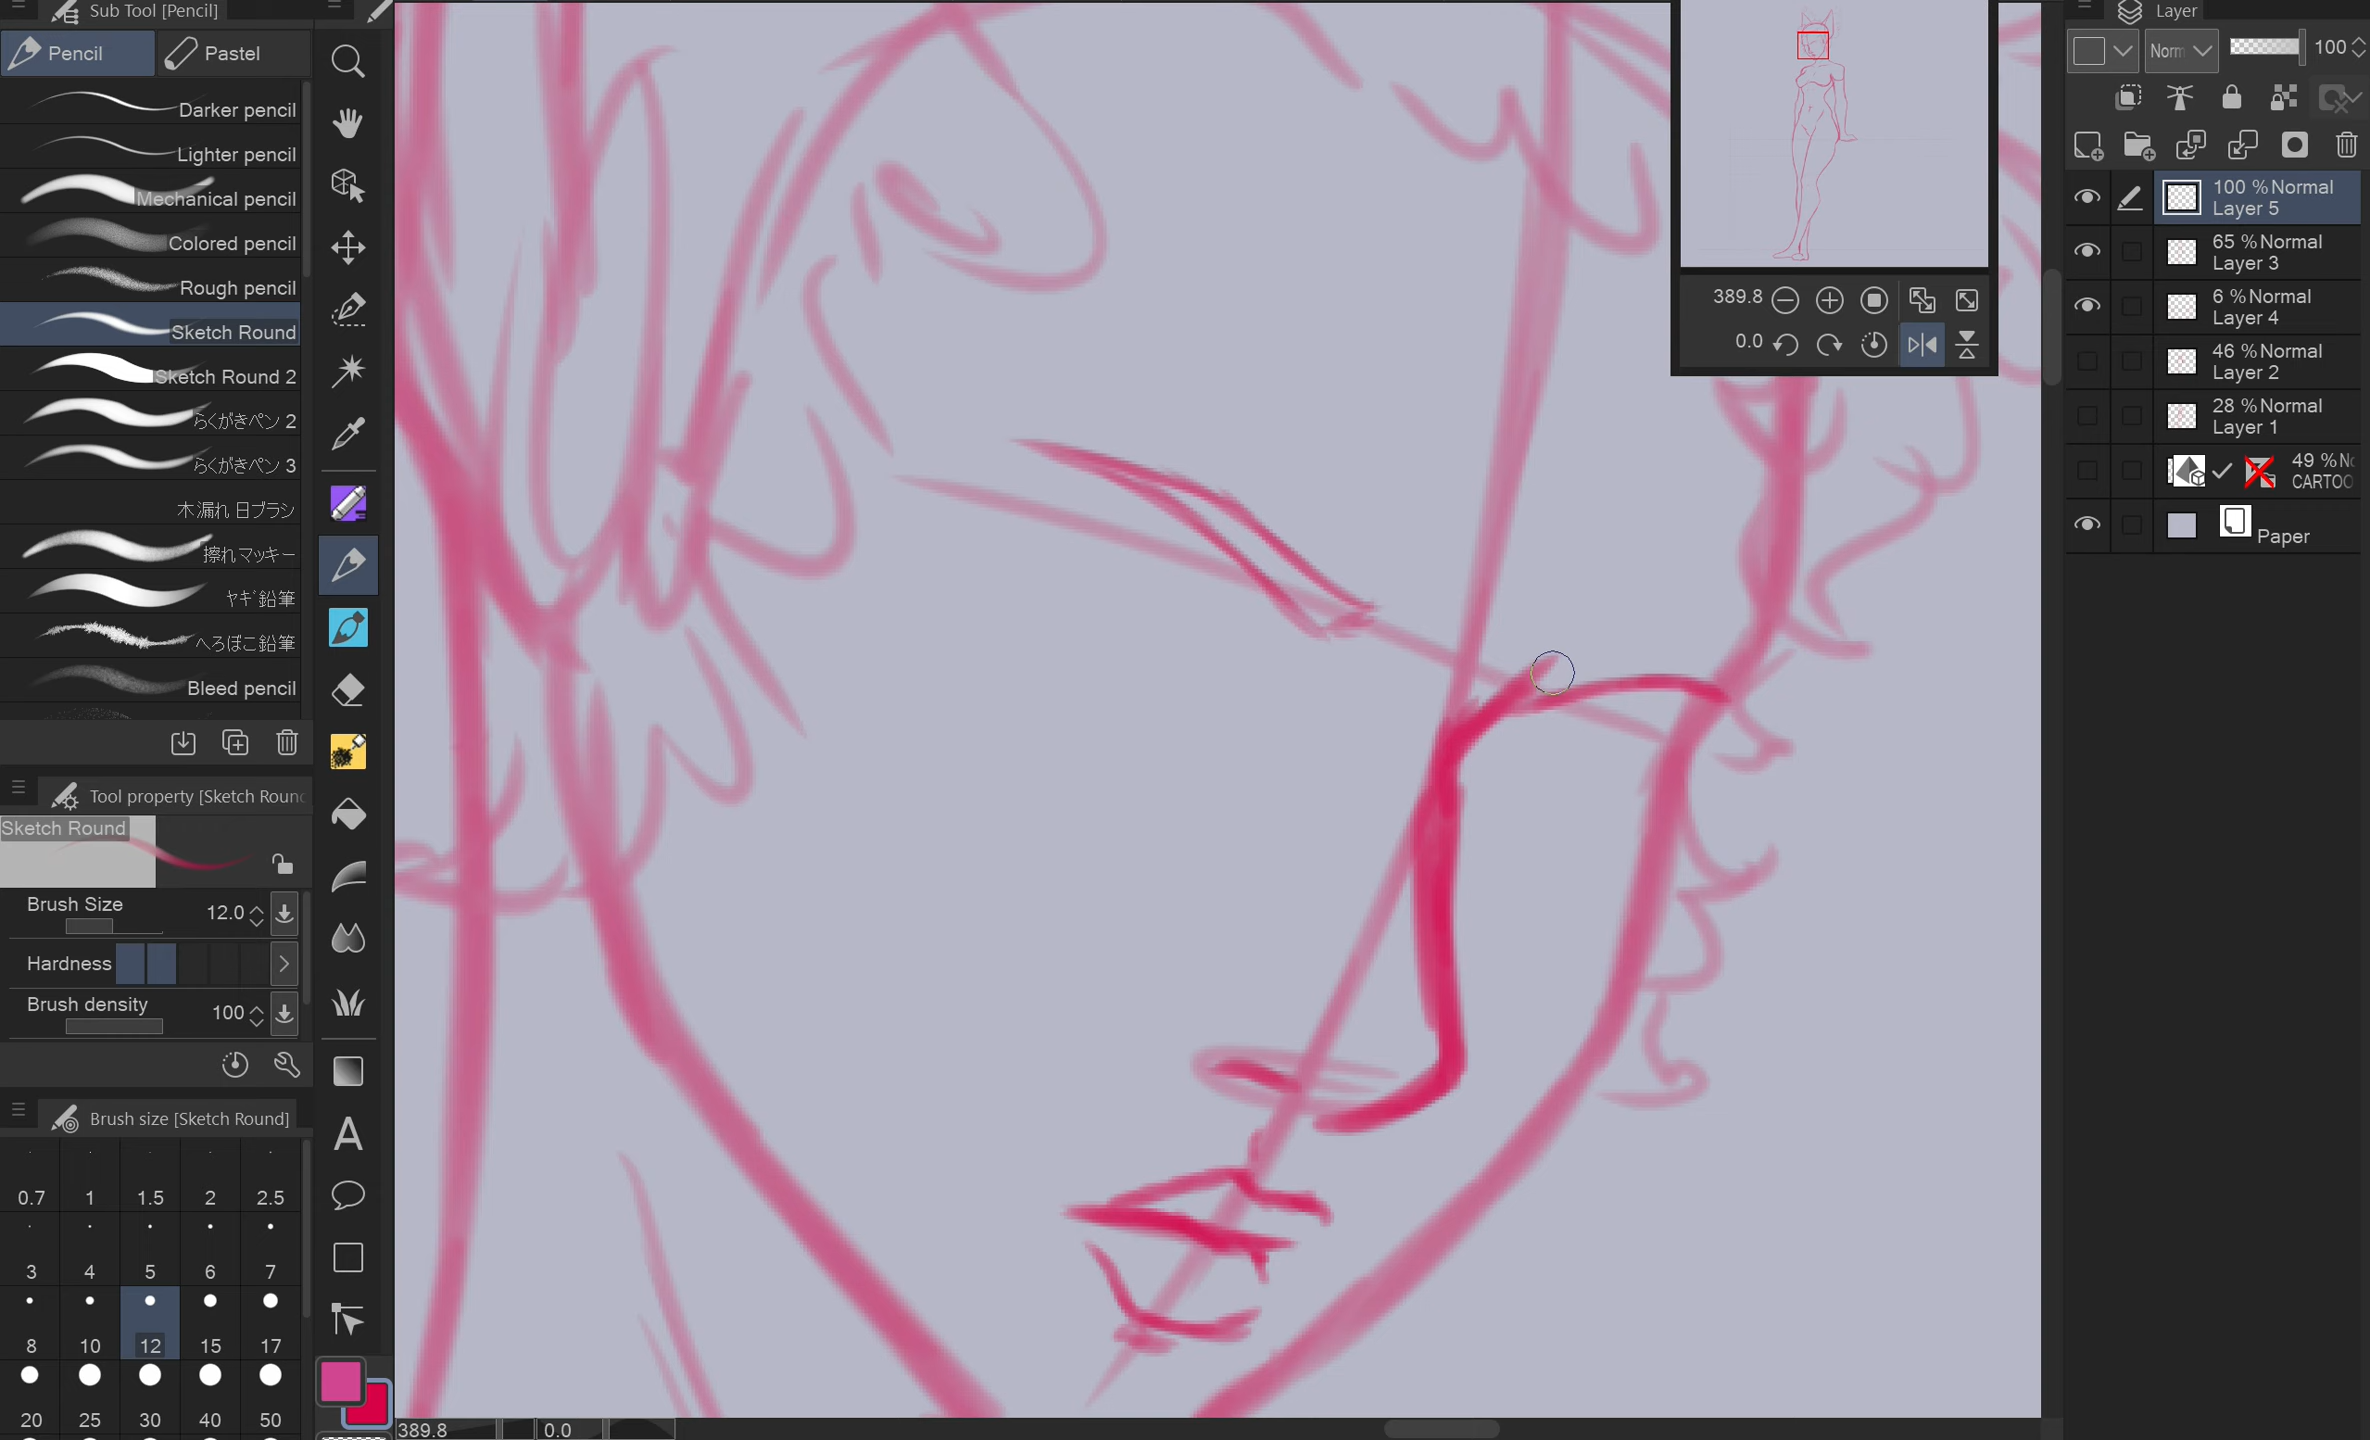 Sub Tool [Pencil]
Pencil
Pastel
Darker pencil
Lighter pencil
Mechanical pencil
Colored pencil
Rough pencil
Sketch Round
Sketch Round 2
らくがきペン 2
らくがきペン 3
木漏れ日ブラシ
擦れマッキー
ヤギ鉛筆
へろぼこ鉛筆
Bleed pencil
Tool property [Sketch Roun
Sketch Round
Brush Size
12.0
Hardness
Brush density
100
Brush size [Sketch Round]
0.7 1 1.5 2 2.5
3 4 5 6 7
8 10 12 15 17
20 25 30 40 50
389.8 0.0
389.8
0.0
Layer
Norm
100
100 %Normal
Layer 5
65 %Normal
Layer 3
6 %Normal
Layer 4
46 %Normal
Layer 2
28 %Normal
Layer 1
49 %No
CARTOO
Paper